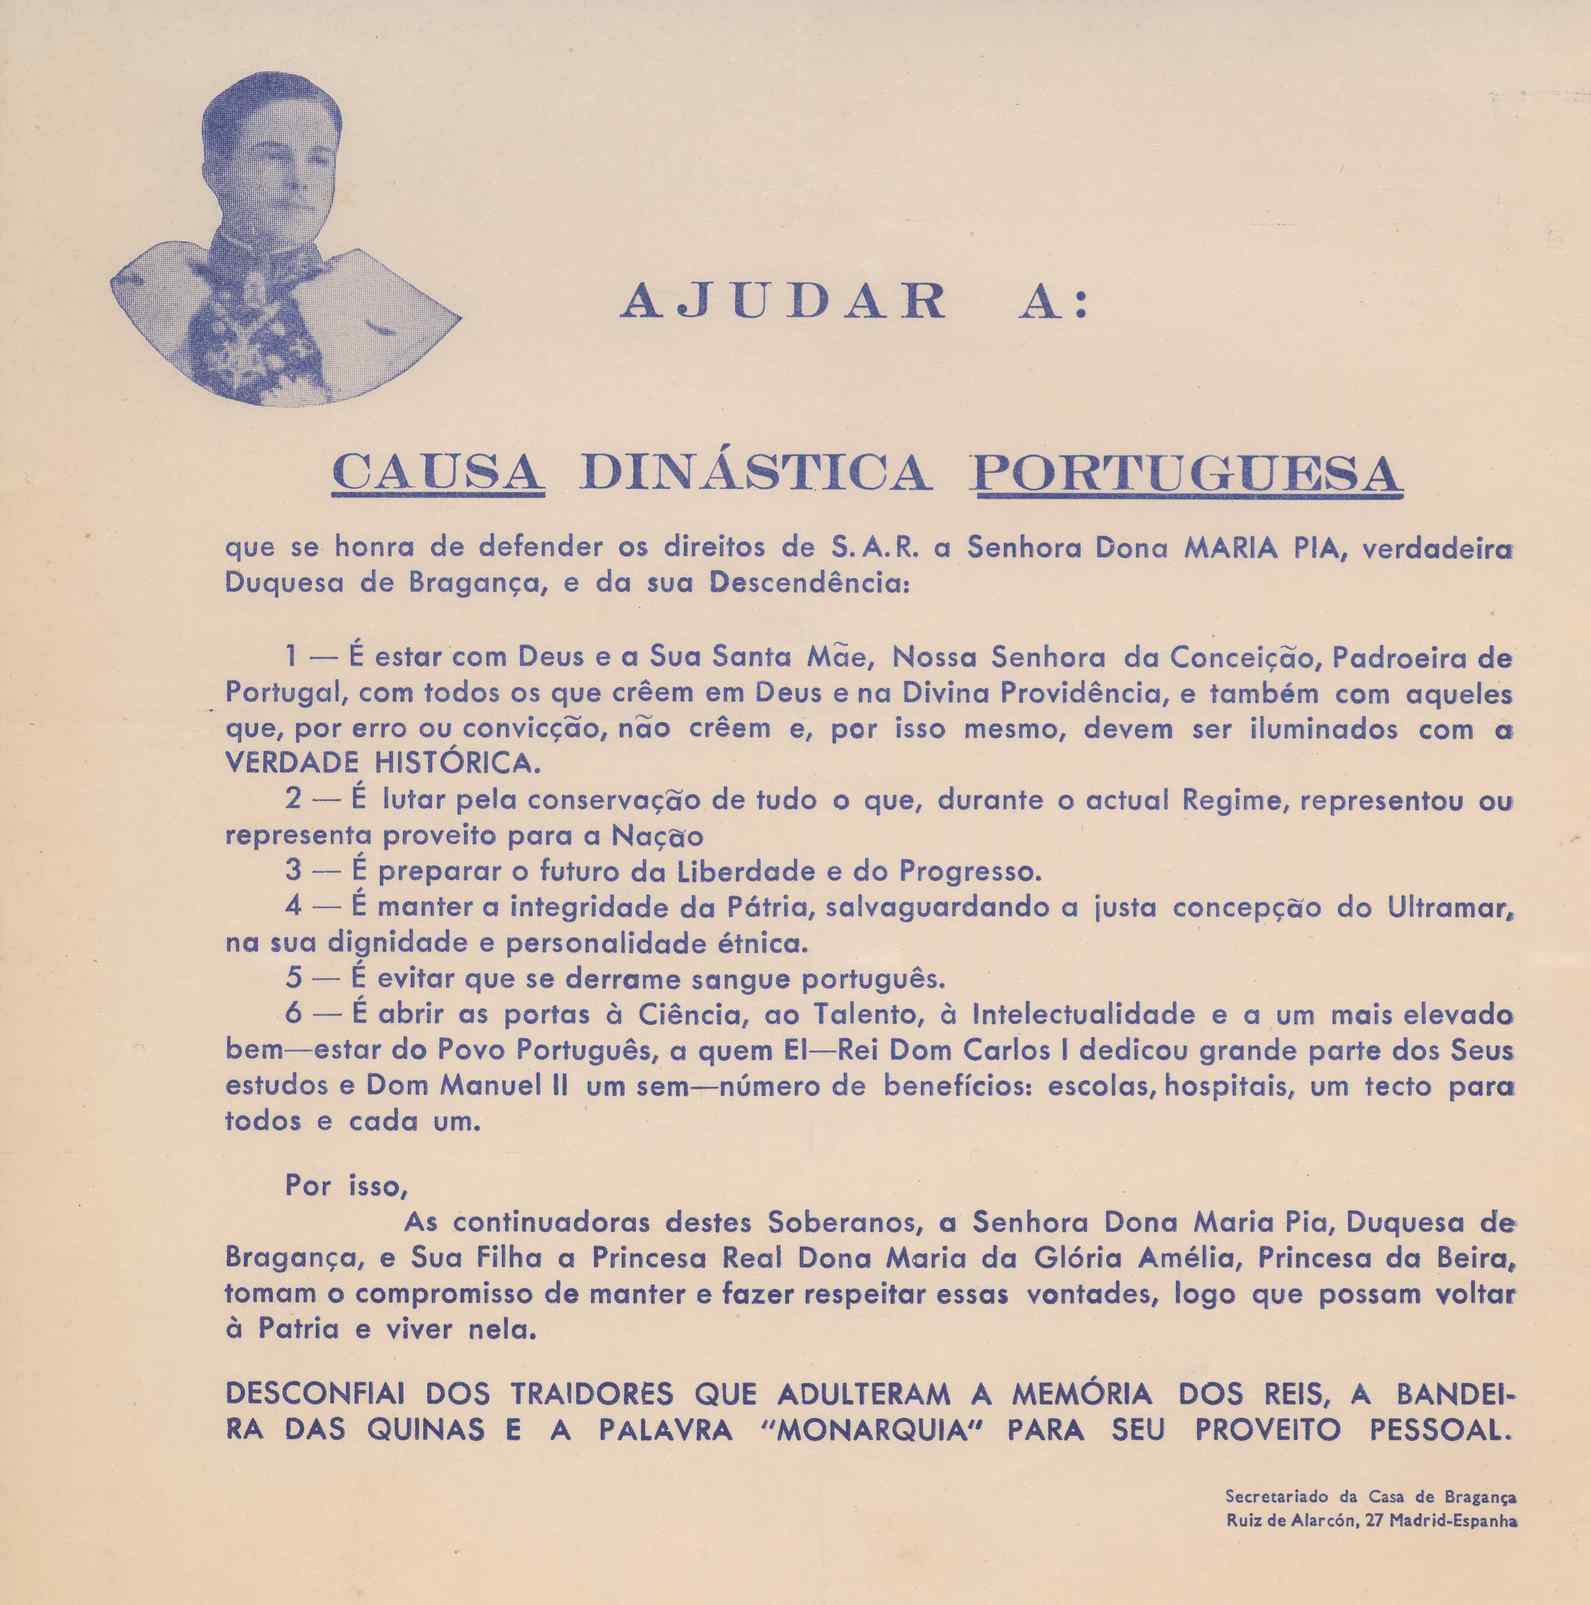 AJUDAR A:
CAUSA DINÁSTICA PORTUGUESA
que se honra de defender os direitos de S.A.R. a Senhora Dona MARIA PIA, verdadeira
Duquesa de Bragança, e da sua Descendência:
1 — É estar com Deus e a Sua Santa Mãe, Nossa Senhora da Conceição, Padroeira de
Portugal, com todos os que crêem em Deus e na Divina Providência, e também com aqueles
que, por erro ou convicção, não crêem e, por isso mesmo, devem ser iluminados com a
VERDADE HISTÓRICA.
2 — É lutar pela conservação de tudo o que, durante o actual Regime, representou ou
representa proveito para a Nação
3 — É preparar o futuro da Liberdade e do Progresso.
4 — É manter a integridade da Pátria, salvaguardando a justa concepção do Ultramar,
na sua dignidade e personalidade étnica.
5 — É evitar que se derrame sangue português.
6 — É abrir as portas à Ciência, ao Talento, à Intelectualidade e a um mais elevado
bem—estar do Povo Português, a quem El—Rei Dom Carlos I dedicou grande parte dos Seus
estudos e Dom Manuel II um sem—número de benefícios: escolas, hospitais, um tecto para
todos e cada um.
Por isso,
As continuadoras destes Soberanos, a Senhora Dona Maria Pia, Duquesa de
Bragança, e Sua Filha a Princesa Real Dona Maria da Glória Amélia, Princesa da Beira,
tomam o compromisso de manter e fazer respeitar essas vontades, logo que possam voltar
à Patria e viver nela.
DESCONFIAI DOS TRAIDORES QUE ADULTERAM A MEMÓRIA DOS REIS, A BANDEI-
RA DAS QUINAS E A PALAVRA "MONARQUIA" PARA SEU PROVEITO PESSOAL.
Secretariado da Casa de Bragança
Ruiz de Alarcón, 27 Madrid-Espanha